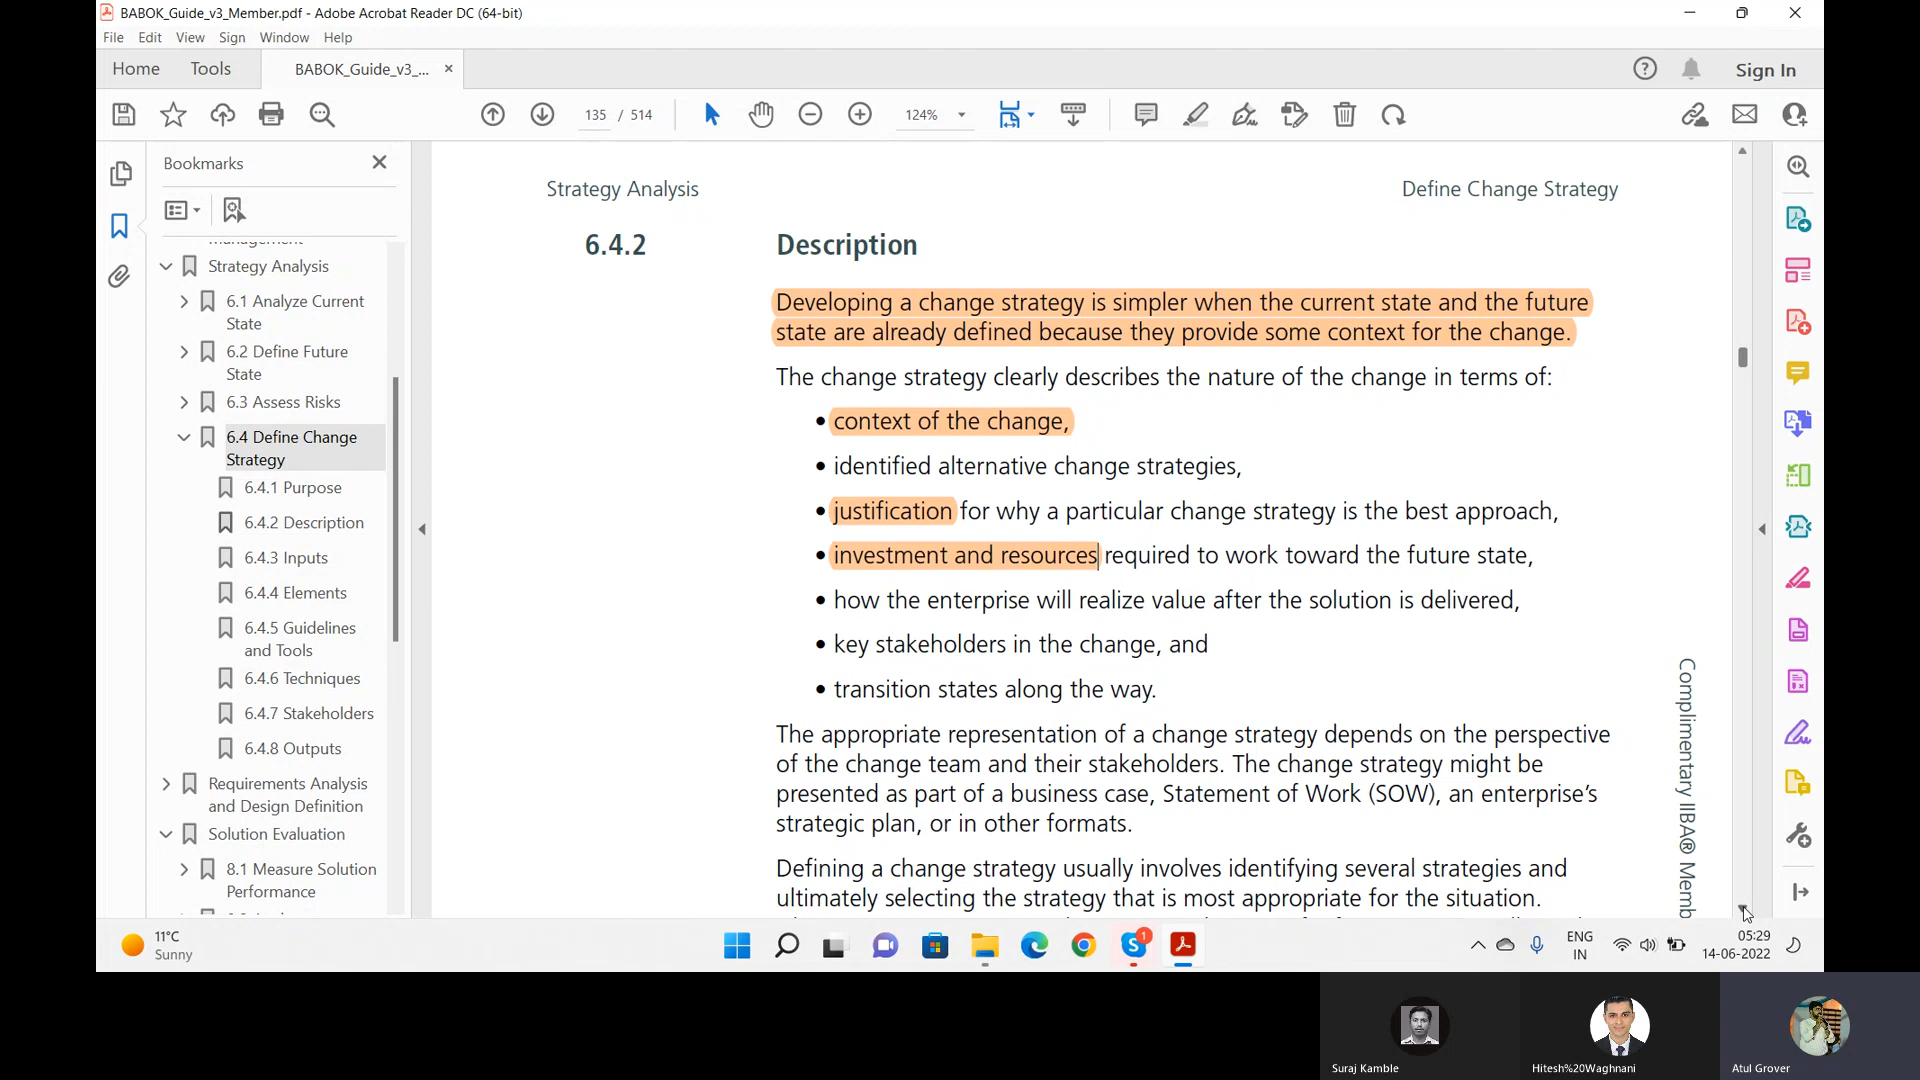 BABOK_Guide_v3_Member.pdf - Adobe Acrobat Reader DC (64-bit)
File Edit View Sign Window Help
Home Tools BABOK_Guide_v3_... × Sign In
135 / 514 124%
Bookmarks
Strategy Analysis
6.1 Analyze Current
State
6.2 Define Future
State
6.3 Assess Risks
6.4 Define Change
Strategy
6.4.1 Purpose
6.4.2 Description
6.4.3 Inputs
6.4.4 Elements
6.4.5 Guidelines
and Tools
6.4.6 Techniques
6.4.7 Stakeholders
6.4.8 Outputs
Requirements Analysis
and Design Definition
Solution Evaluation
8.1 Measure Solution
Performance
Strategy Analysis Define Change Strategy
6.4.2 Description
Developing a change strategy is simpler when the current state and the future
state are already defined because they provide some context for the change.
The change strategy clearly describes the nature of the change in terms of:
• context of the change,
• identified alternative change strategies,
• justification for why a particular change strategy is the best approach,
• investment and resources required to work toward the future state,
• how the enterprise will realize value after the solution is delivered,
• key stakeholders in the change, and
• transition states along the way.
The appropriate representation of a change strategy depends on the perspective
of the change team and their stakeholders. The change strategy might be
presented as part of a business case, Statement of Work (SOW), an enterprise's
strategic plan, or in other formats.
Defining a change strategy usually involves identifying several strategies and
ultimately selecting the strategy that is most appropriate for the situation.
Complimentary IIBA® Memb
11°C
Sunny
1
ENG
IN
05:29
14-06-2022
Suraj Kamble
Hitesh%20Waghnani
Atul Grover